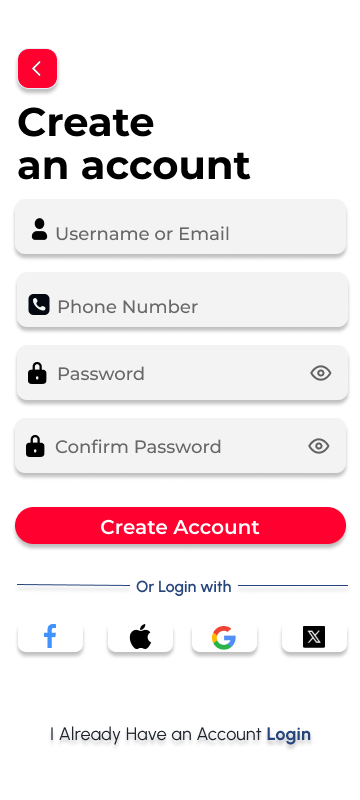 Create
an account
Username or Email
Phone Number
Password
Confirm Password
Create Account
Or Login with
I Already Have an Account Login